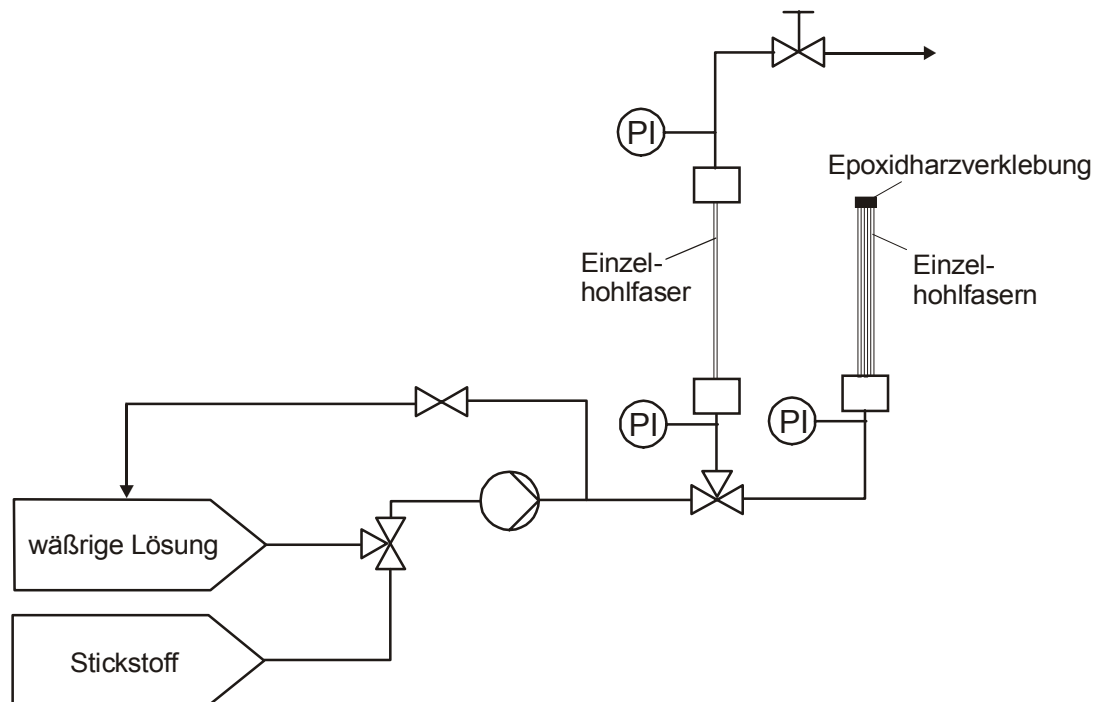 PI
Epoxidharzverklebung
Einzel-
hohlfaser
Einzel-
hohlfasern
PI
PI
wäßrige Lösung
Stickstoff